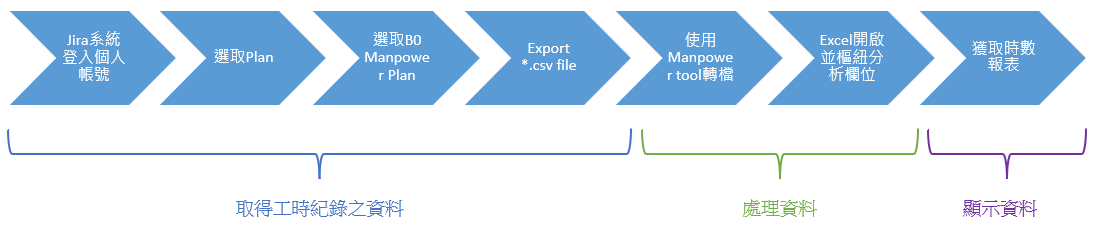 Jira系統
登入個人
帳號
選取Plan
選取B0
Manpowe
r Plan
Export
*.csv file
使用
Manpowe
r tool轉檔
Excel開啟
並樞紐分
析欄位
獲取時數
報表
取得工時紀錄之資料
處理資料
顯示資料